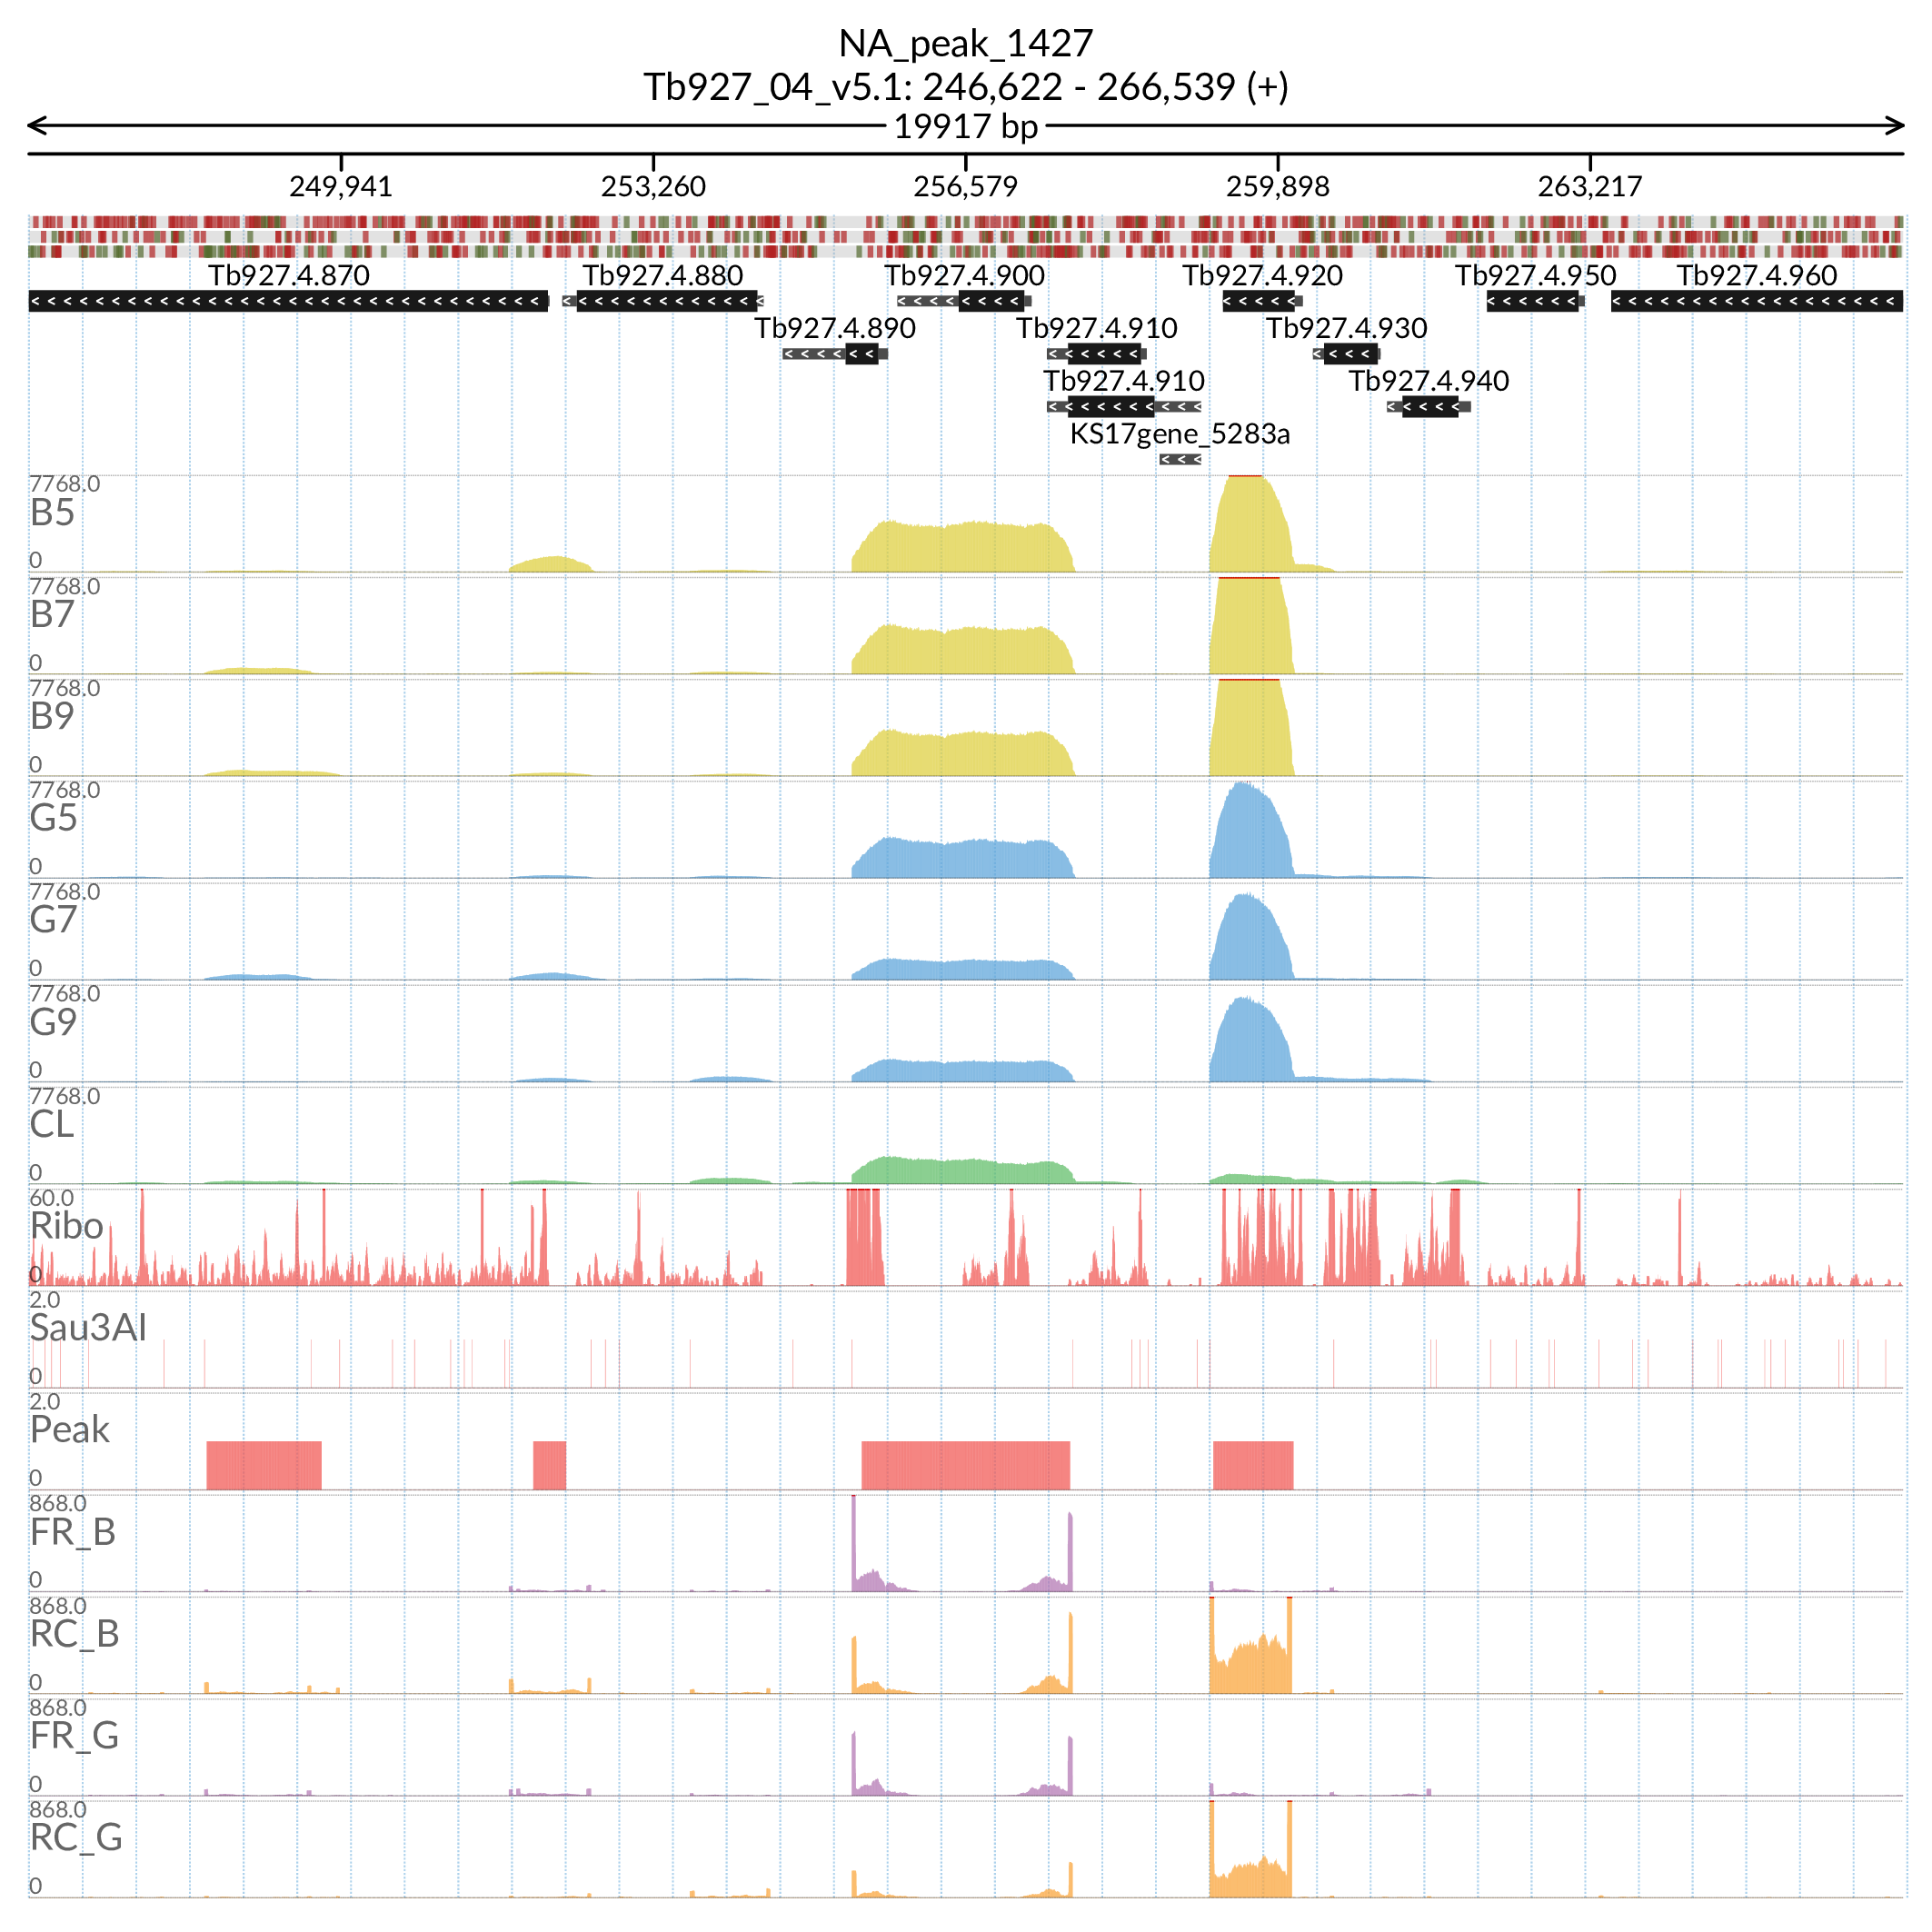 NA_peak_1427
Tb927_04_v5.1: 246,622 - 266,539 (+)
19917 bp
249,941 253,260 256,579 259,898 263,217
Tb927.4.870 Tb927.4.880 Tb927.4.900 Tb927.4.920 Tb927.4.950 Tb927.4.960
Tb927.4.890 Tb927.4.910 Tb927.4.930
Tb927.4.910 Tb927.4.940
KS17gene_5283a
7768.0
B5
0
7768.0
B7
0
7768.0
B9
0
7768.0
G5
0
7768.0
G7
0
7768.0
G9
0
7768.0
CL
0
60.0
Ribo
0
2.0
Sau3AI
0
2.0
Peak
0
868.0
FR_B
0
868.0
RC_B
0
868.0
FR_G
0
868.0
RC_G
0